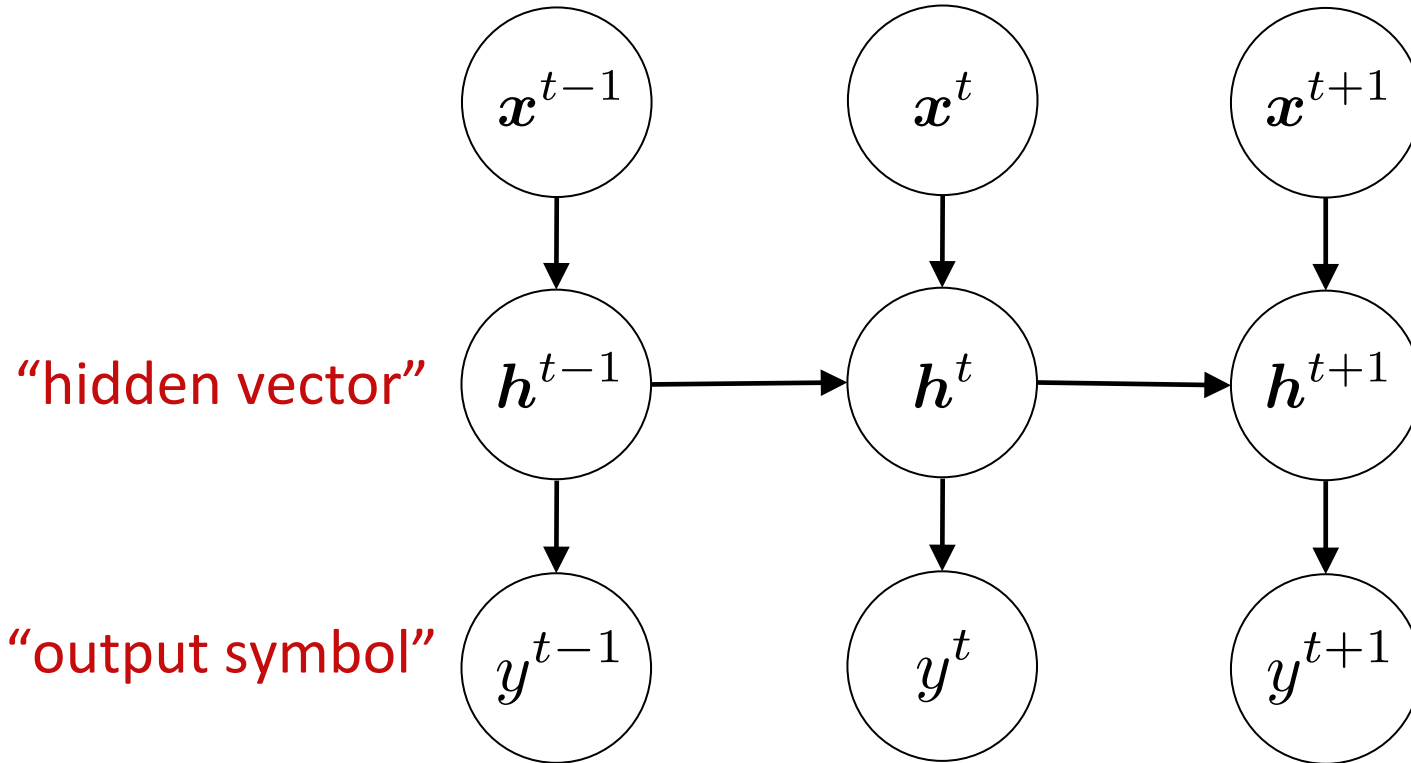 x^{t-1} x^{t} x^{t+1}
“hidden vector” h^{t-1} h^{t} h^{t+1}
“output symbol” y^{t-1} y^{t} y^{t+1}